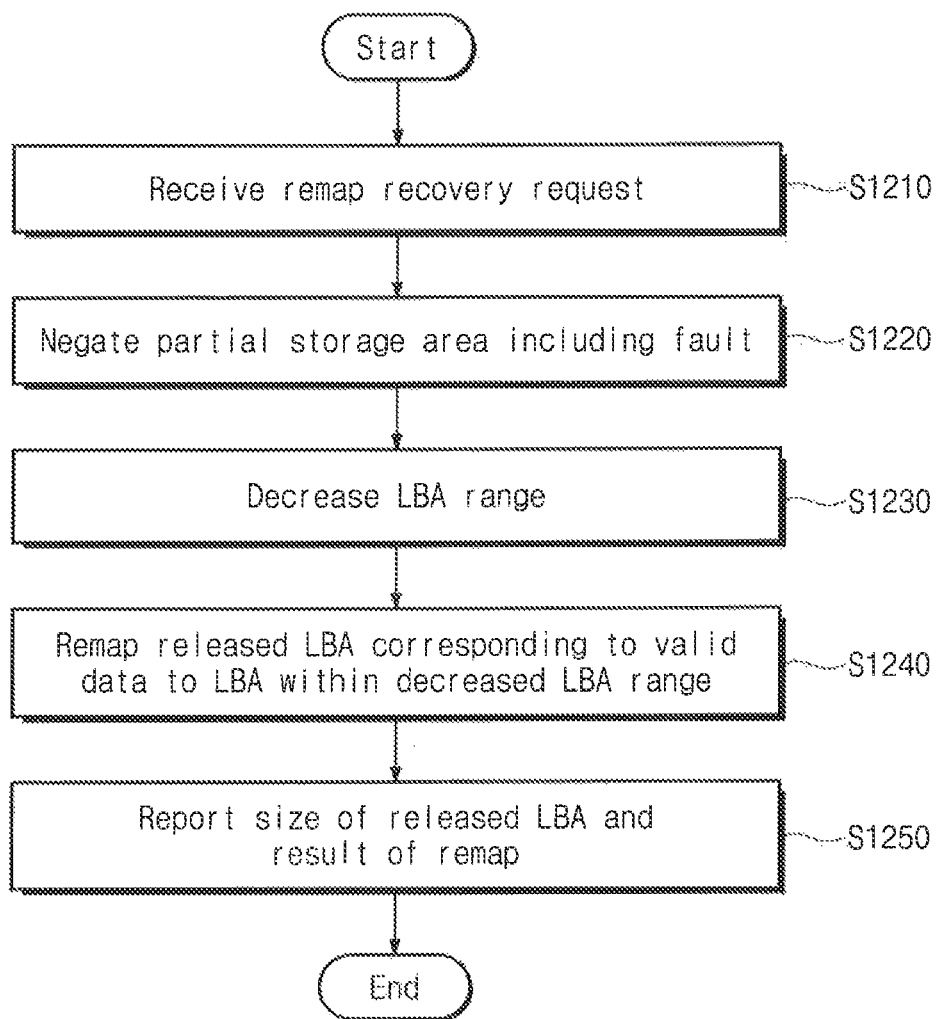 Start
Receive remap recovery request
S1210
Negate partial storage area including fault
S1220
Decrease LBA range
S1230
Remap released LBA corresponding to valid
data to LBA within decreased LBA range
S1240
Report size of released LBA and
result of remap
S1250
End